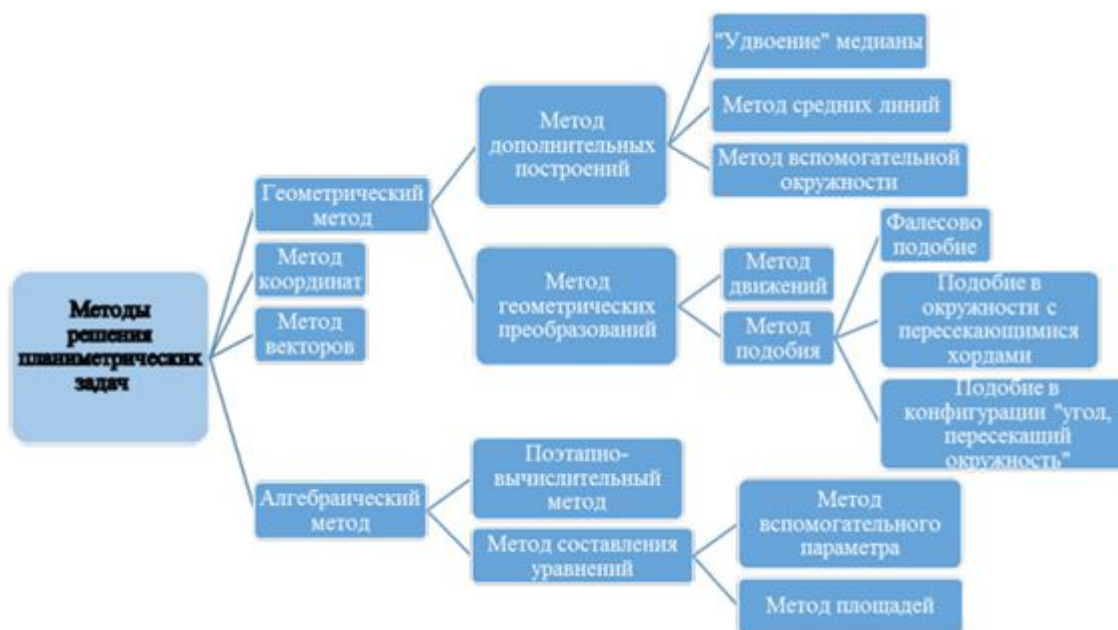 Методы
решения
планиметрических
задач
Геометрический
метод
Метод
координат
Метод
векторов
Алгебраический
метод
Метод
дополнительных
построений
Метод
геометрических
преобразований
Поэтапно-
вычислительный
метод
Метод составления
уравнений
"Удвоение" медианы
Метод средних линий
Метод вспомогательной
окружности
Метод
движений
Метод
подобия
Фалесово
подобие
Подобие в
окружности с
пересекающимися
хордами
Подобие в
конфигурации "угол,
пересекащий
окружность"
Метод
вспомогательного
параметра
Метод площадей